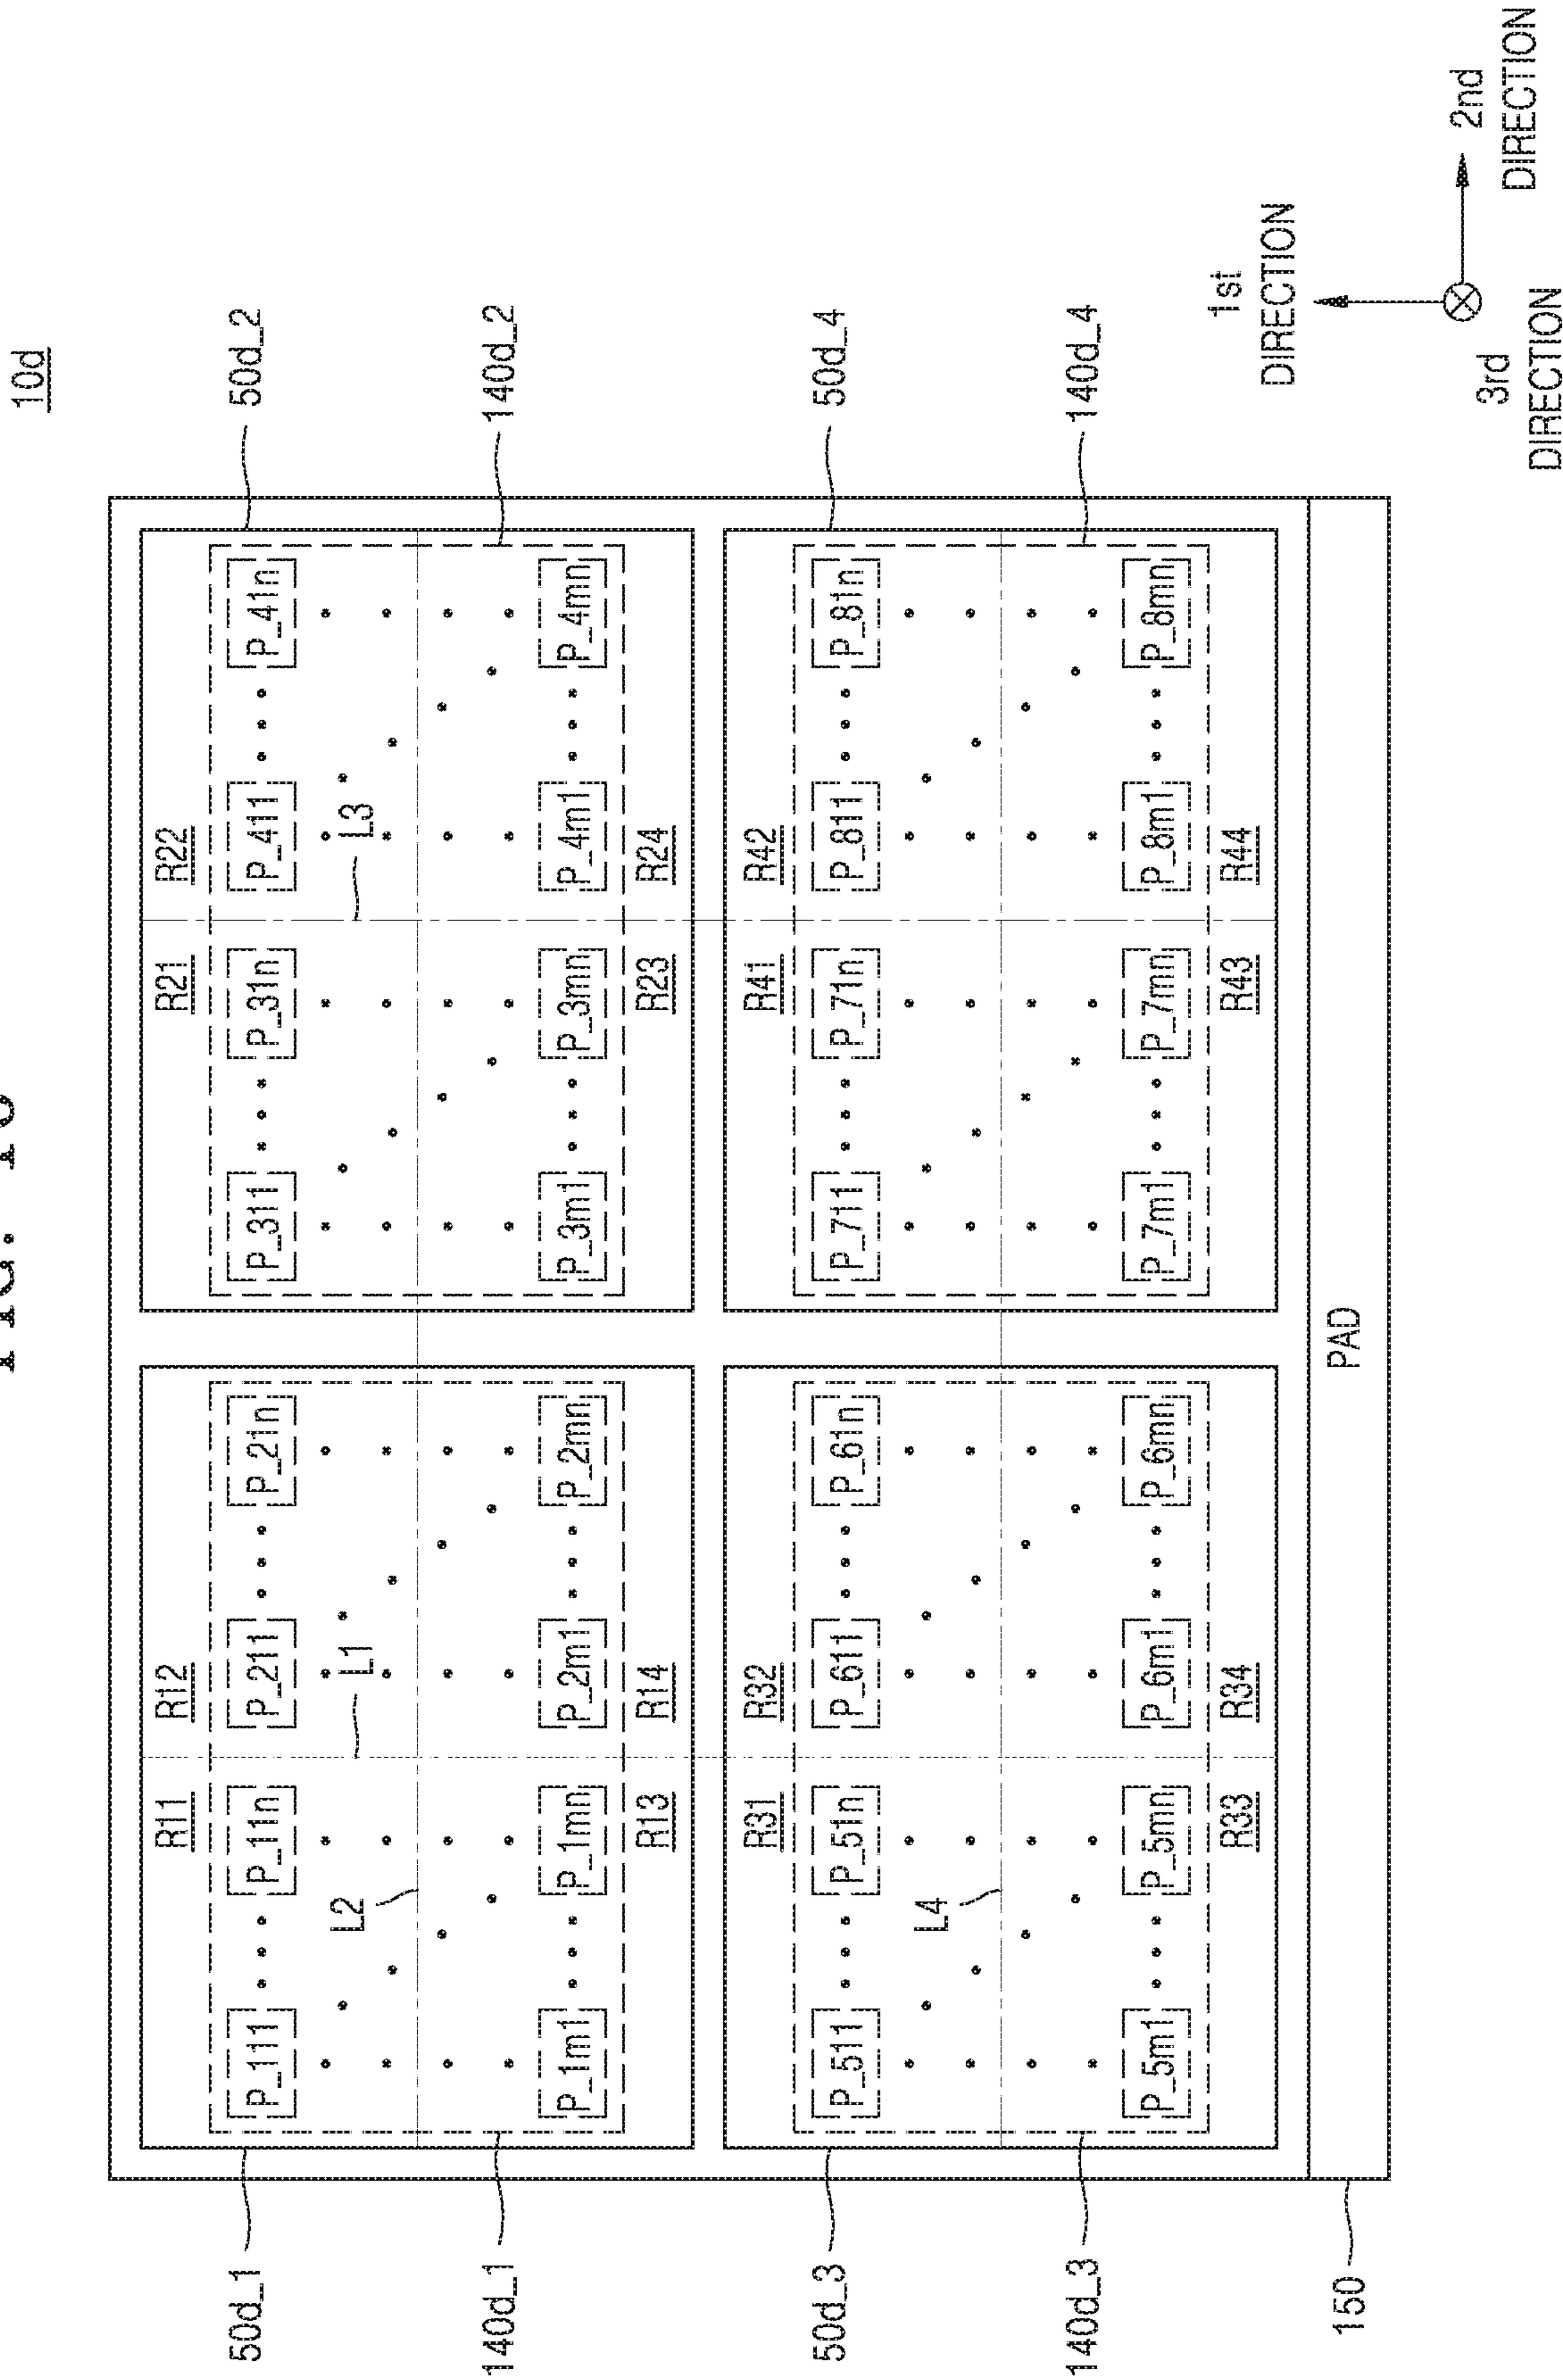 FIG.
10d
50d_1
140d_1
50d_3
140d_3
150
R11 R12 R21 R22
P_111 P_11n P_211 P_21n P_311 P_31n P_411 P_41n
L2 L1 L3
P_1m1 P_1mn P_2m1 P_2mn P_3m1 P_3mn P_4m1 P_4mn
R13 R14 R23 R24
R31 R32 R41 R42
P_511 P_51n P_611 P_61n P_711 P_71n P_811 P_81n
L4
P_5m1 P_5mn P_6m1 P_6mn P_7m1 P_7mn P_8m1 P_8mn
R33 R34 R43 R44
PAD
50d_2
140d_2
50d_4
140d_4
1st
DIRECTION
2nd
DIRECTION
3rd
DIRECTION